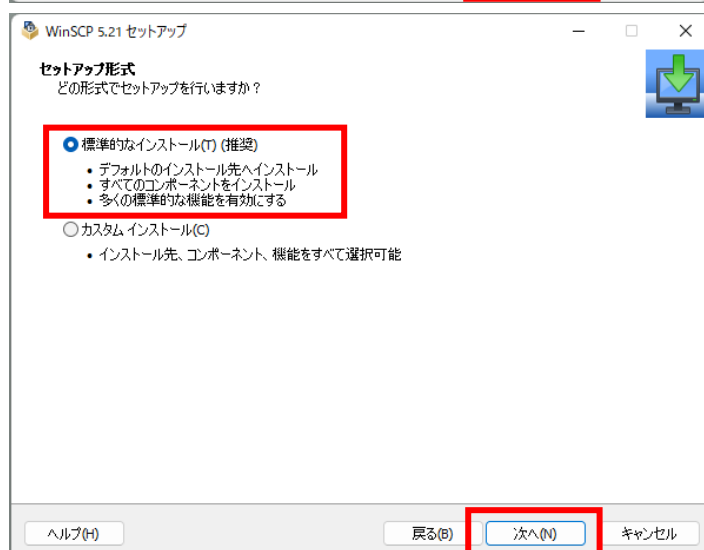 WinSCP 5.21 セットアップ
セットアップ形式
どの形式でセットアップを行いますか？
標準的なインストール(T) (推奨)
• デフォルトのインストール先へインストール
• すべてのコンポーネントをインストール
• 多くの標準的な機能を有効にする
カスタム インストール(C)
• インストール先、コンポーネント、機能をすべて選択可能
ヘルプ(H) 戻る(B) 次へ(N) キャンセル